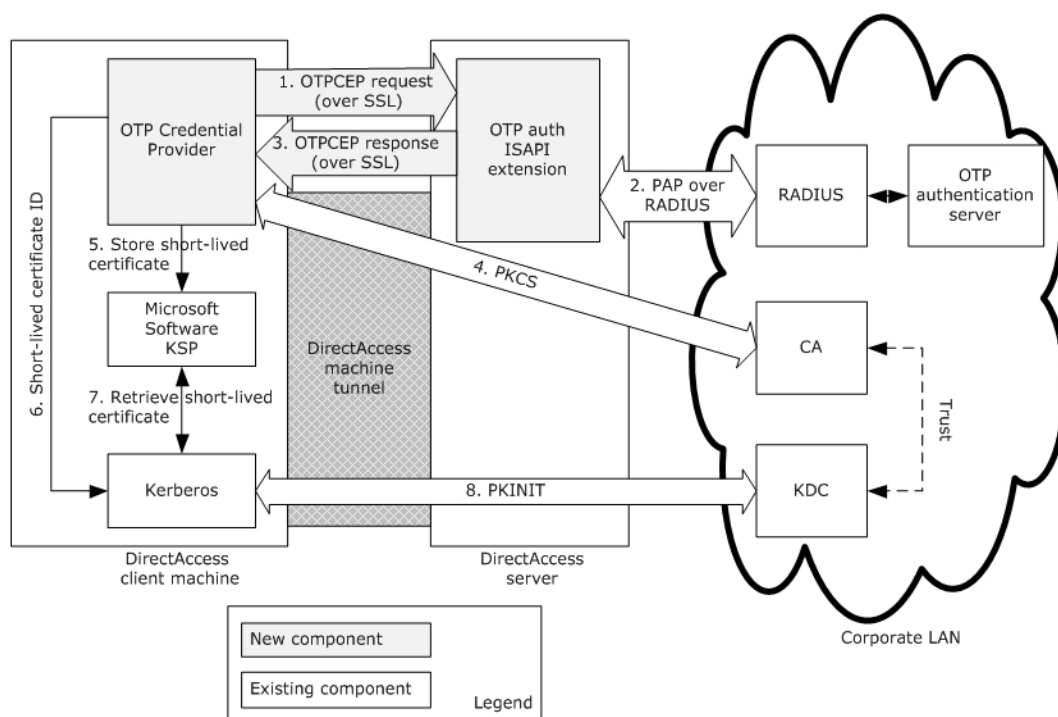 OTP Credential
Provider
1. OTPCEP request
(over SSL)
3. OTPCEP response
(over SSL)
OTP auth
ISAPI
extension
2. PAP over
RADIUS
RADIUS
OTP
authentication
server
4. PKCS
5. Store short-lived
certificate
6. Short-lived certificate ID
Microsoft
Software
KSP
7. Retrieve short-lived
certificate
DirectAccess
machine
tunnel
CA
Trust
Kerberos
8. PKINIT
KDC
DirectAccess
client machine
DirectAccess
server
Corporate LAN
New component
Existing component
Legend